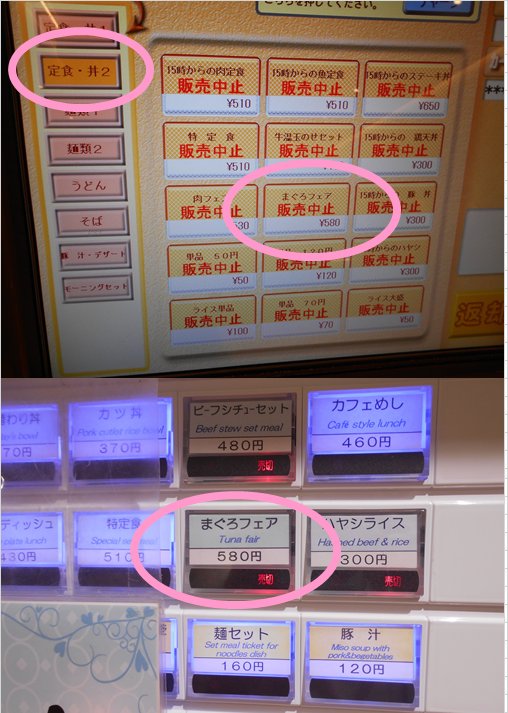 こちらを押してください。
チャージ
定食・丼2
麺類1
麺類2
うどん
そば
豚汁・デザート
モーニングセット
15時からの肉定食
販売中止
¥510
15時からの魚定食
販売中止
¥510
15時からのステーキ丼
販売中止
¥650
特定食
販売中止
¥510
牛温玉のせセット
販売中止
15時からの 鶏天丼
販売中止
¥300
肉フェ
販売中止
まぐろフェア
販売中止
¥580
15時からの 豚丼
販売中止
¥300
単品 50円
販売中止
¥50
単品 120円
販売中止
¥120
時からのハヤシ
販売中止
¥300
ライス単品
販売中止
¥100
単品 70円
販売中止
¥70
ライス大盛
販売中止
¥50
返却
替わり丼
bowl
70円
カツ丼
Pork cutlet rice bowl
370円
ビーフシチューセット
Beef stew set meal
480円
売切
カフェめし
Café style lunch
460円
ディッシュ
plate lunch
430円
特定食
Special set meal
510円
まぐろフェア
Tuna fair
580円
売切
ハヤシライス
Hashed beef & rice
300円
売切
麺セット
Set meal ticket for
noodles dish
160円
豚汁
Miso soup with
pork&begetables
120円